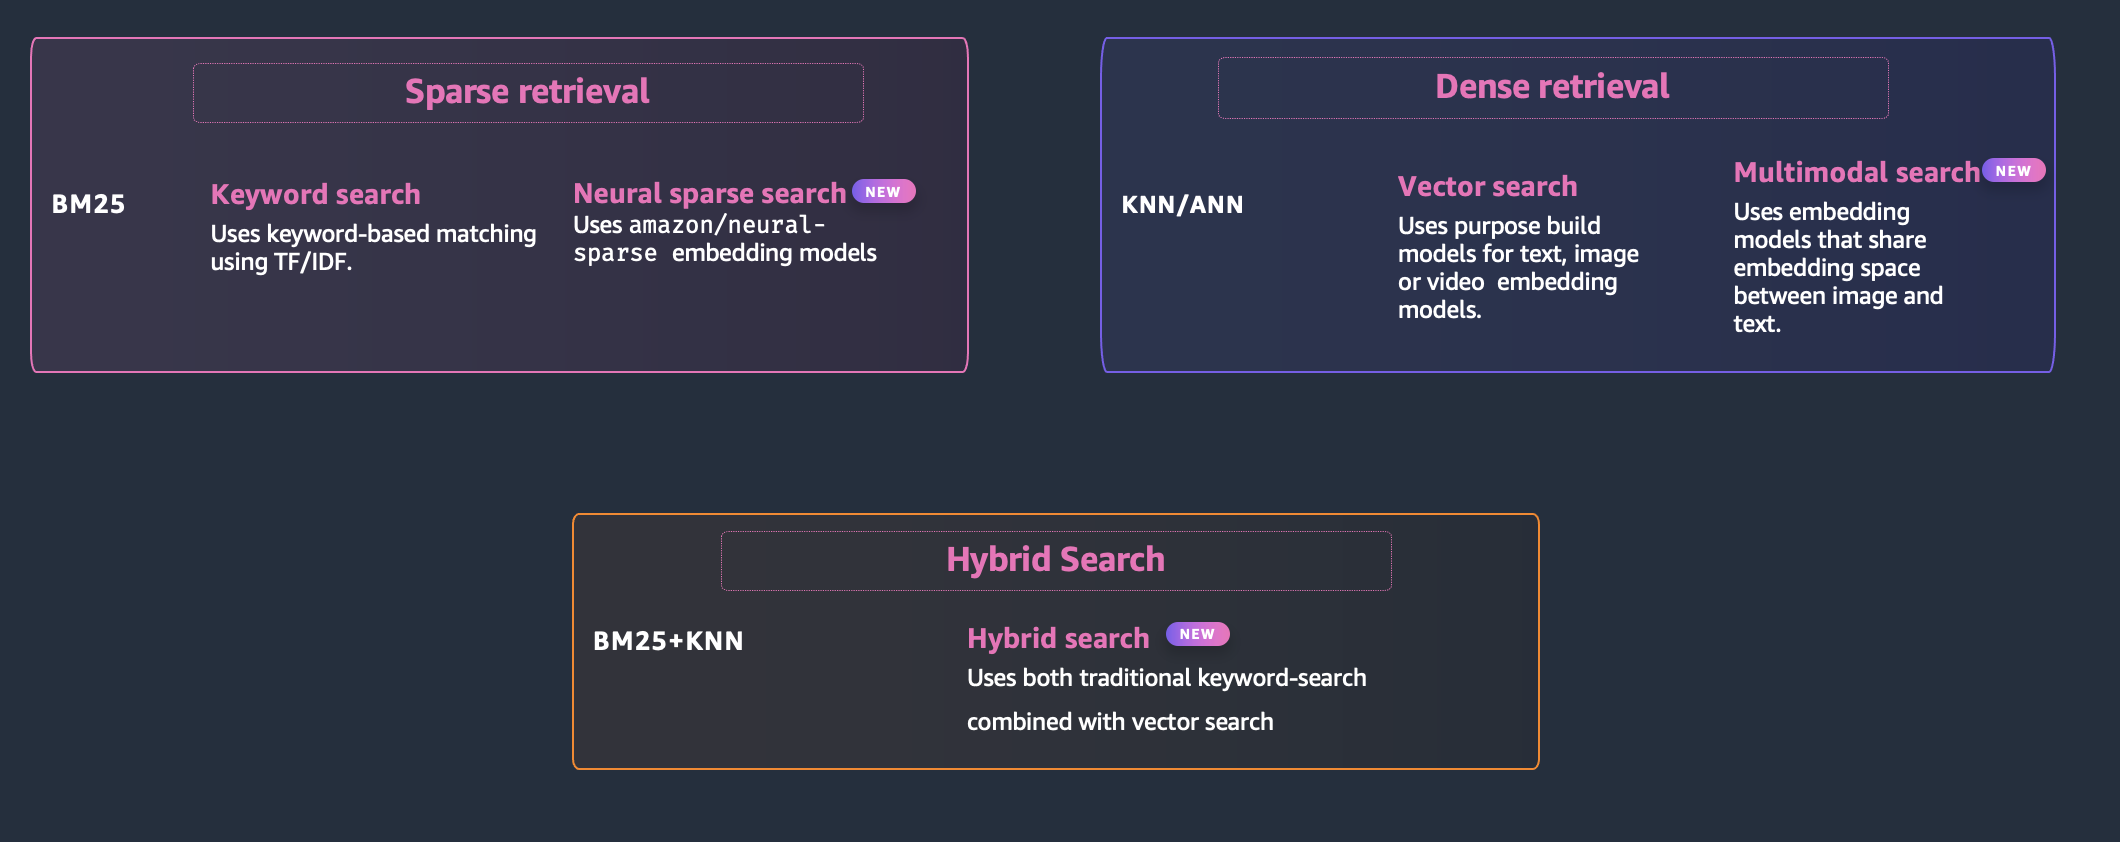 Sparse retrieval
BM25
Keyword search
Uses keyword-based matching
using TF/IDF.
Neural sparse search NEW
Uses amazon/neural-
sparse embedding models
Dense retrieval
KNN/ANN
Vector search
Uses purpose build
models for text, image
or video embedding
models.
Multimodal search NEW
Uses embedding
models that share
embedding space
between image and
text.
Hybrid Search
BM25+KNN
Hybrid search NEW
Uses both traditional keyword-search
combined with vector search